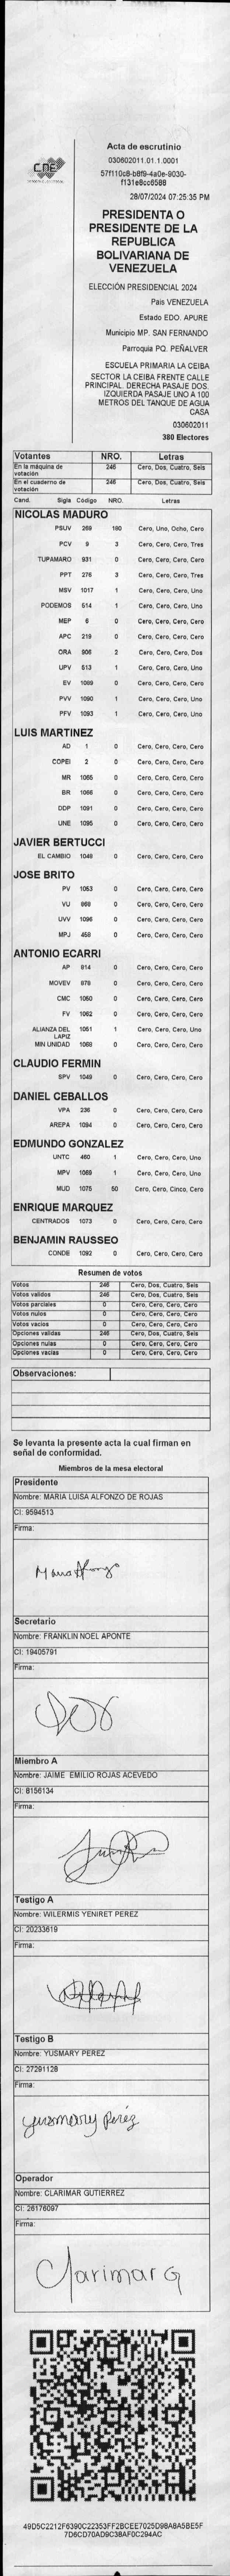 Acta de escrutinio
030602011.01.1.0001
57f110c8-b8f9-4a0e-9030-
f131e8cc6588
28/07/2024 07:25:35 PM
CNE
PRESIDENTA O
PRESIDENTE DE LA
REPUBLICA
BOLIVARIANA DE
VENEZUELA
ELECCIÓN PRESIDENCIAL 2024
Pais VENEZUELA
Estado EDO. APURE
Municipio MP. SAN FERNANDO
Parroquia PQ. PEÑALVER
ESCUELA PRIMARIA LA CEIBA
SECTOR LA CEIBA FRENTE CALLE
PRINCIPAL. DERECHA PASAJE DOS.
IZQUIERDA PASAJE UNO A 100
METROS DEL TANQUE DE AGUA
CASA
030602011
380 Electores
Votantes NRO. Letras
En la máquina de votación 246 Cero, Dos, Cuatro, Seis
En el cuaderno de votación 246 Cero, Dos, Cuatro, Seis
Cand. Sigla Código NRO. Letras
NICOLAS MADURO
PSUV 269 180 Cero, Uno, Ocho, Cero
PCV 9 3 Cero, Cero, Cero, Tres
TUPAMARO 931 0 Cero, Cero, Cero, Cero
PPT 276 3 Cero, Cero, Cero, Tres
MSV 1017 1 Cero, Cero, Cero, Uno
PODEMOS 514 1 Cero, Cero, Cero, Uno
MEP 6 0 Cero, Cero, Cero, Cero
APC 219 0 Cero, Cero, Cero, Cero
ORA 906 2 Cero, Cero, Cero, Dos
UPV 513 1 Cero, Cero, Cero, Uno
EV 1089 0 Cero, Cero, Cero, Cero
PVV 1090 1 Cero, Cero, Cero, Uno
PFV 1093 1 Cero, Cero, Cero, Uno
LUIS MARTINEZ
AD 1 0 Cero, Cero, Cero, Cero
COPEI 2 0 Cero, Cero, Cero, Cero
MR 1065 0 Cero, Cero, Cero, Cero
BR 1066 0 Cero, Cero, Cero, Cero
DDP 1091 0 Cero, Cero, Cero, Cero
UNE 1095 0 Cero, Cero, Cero, Cero
JAVIER BERTUCCI
EL CAMBIO 1048 0 Cero, Cero, Cero, Cero
JOSE BRITO
PV 1053 0 Cero, Cero, Cero, Cero
VU 868 0 Cero, Cero, Cero, Cero
UVV 1096 0 Cero, Cero, Cero, Cero
MPJ 458 0 Cero, Cero, Cero, Cero
ANTONIO ECARRI
AP 814 0 Cero, Cero, Cero, Cero
MOVEV 878 0 Cero, Cero, Cero, Cero
CMC 1050 0 Cero, Cero, Cero, Cero
FV 1062 0 Cero, Cero, Cero, Cero
ALIANZA DEL LAPIZ 1051 1 Cero, Cero, Cero, Uno
MIN UNIDAD 1068 0 Cero, Cero, Cero, Cero
CLAUDIO FERMIN
SPV 1049 0 Cero, Cero, Cero, Cero
DANIEL CEBALLOS
VPA 236 0 Cero, Cero, Cero, Cero
AREPA 1094 0 Cero, Cero, Cero, Cero
EDMUNDO GONZALEZ
UNTC 460 1 Cero, Cero, Cero, Uno
MPV 1069 1 Cero, Cero, Cero, Uno
MUD 1075 50 Cero, Cero, Cinco, Cero
ENRIQUE MARQUEZ
CENTRADOS 1073 0 Cero, Cero, Cero, Cero
BENJAMIN RAUSSEO
CONDE 1092 0 Cero, Cero, Cero, Cero
Resumen de votos
Votos 246 Cero, Dos, Cuatro, Seis
Votos validos 246 Cero, Dos, Cuatro, Seis
Votos parciales 0 Cero, Cero, Cero, Cero
Votos nulos 0 Cero, Cero, Cero, Cero
Votos vacios 0 Cero, Cero, Cero, Cero
Opciones validas 246 Cero, Dos, Cuatro, Seis
Opciones nulas 0 Cero, Cero, Cero, Cero
Opciones vacias 0 Cero, Cero, Cero, Cero
Observaciones:
Se levanta la presente acta la cual firman en
señal de conformidad.
Miembros de la mesa electoral
Presidente
Nombre: MARIA LUISA ALFONZO DE ROJAS
CI: 9594513
Firma:
Secretario
Nombre: FRANKLIN NOEL APONTE
CI: 19405791
Firma:
Miembro A
Nombre: JAIME EMILIO ROJAS ACEVEDO
CI: 8156134
Firma:
Testigo A
Nombre: WILERMIS YENIRET PEREZ
CI: 20233619
Firma:
Testigo B
Nombre: YUSMARY PEREZ
CI: 27291128
Firma:
yusmary Perez
Operador
Nombre: CLARIMAR GUTIERREZ
CI: 26176097
Firma:
Clarimar G
49D5C2212F6390C22353FF2BCEE7025D98A8A5BE5F
7D6CD70AD9C38AF0C294AC